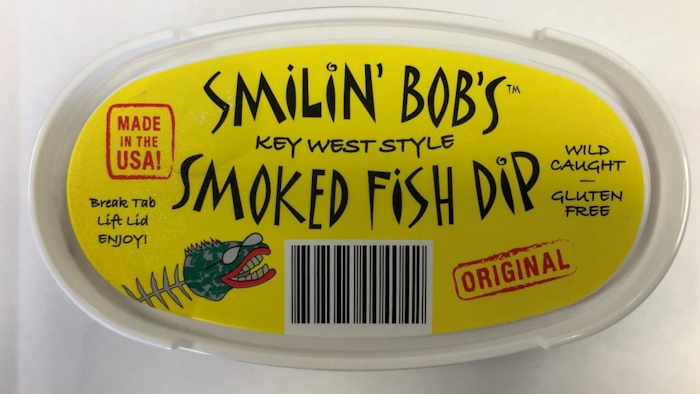 SMiLiN' BOB'S™
KEY WEST STYLE
SMOKED FiSH DiP
MADE
IN THE
USA!
WILD
CAUGHT
GLUTEN
FREE
Break Tab
Lift Lid
ENJOY!
ORIGINAL